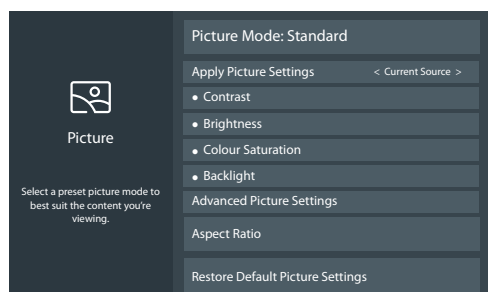 Picture
Select a preset picture mode to
best suit the content you're
viewing.
Picture Mode: Standard
Apply Picture Settings < Current Source >
• Contrast
• Brightness
• Colour Saturation
• Backlight
Advanced Picture Settings
Aspect Ratio
Restore Default Picture Settings